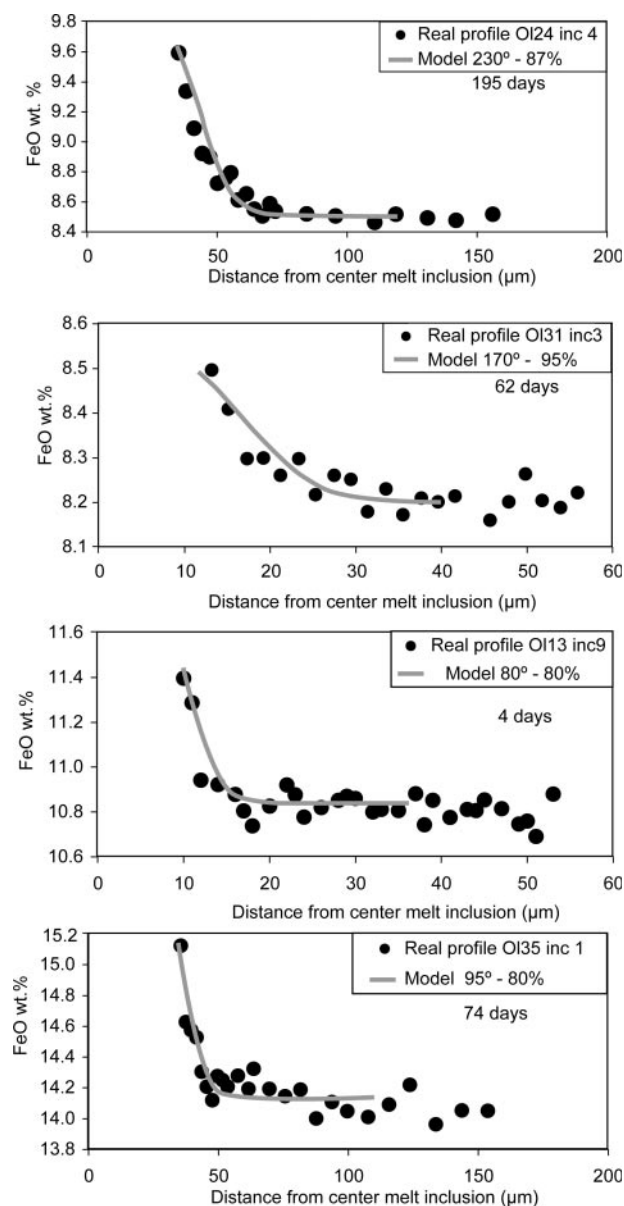 9.8
9.6
9.4
9.2
9.0
8.8
8.6
8.4
FeO wt. %
Real profile Ol24 inc 4
Model 230º - 87%
195 days
0 50 100 150 200
Distance from center melt inclusion (µm)
8.6
8.5
8.4
8.3
8.2
8.1
FeO wt. %
Real profile Ol31 inc3
Model 170º - 95%
62 days
0 10 20 30 40 50 60
Distance from center melt inclusion (µm)
11.6
11.4
11.2
11.0
10.8
10.6
FeO wt.%
Real profile Ol13 inc9
Model 80º - 80%
4 days
0 10 20 30 40 50 60
Distance from center melt inclusion (µm)
15.2
15.0
14.8
14.6
14.4
14.2
14.0
13.8
FeO wt.%
Real profile Ol35 inc 1
Model 95º - 80%
74 days
0 50 100 150 200
Distance from center melt inclusion (µm)